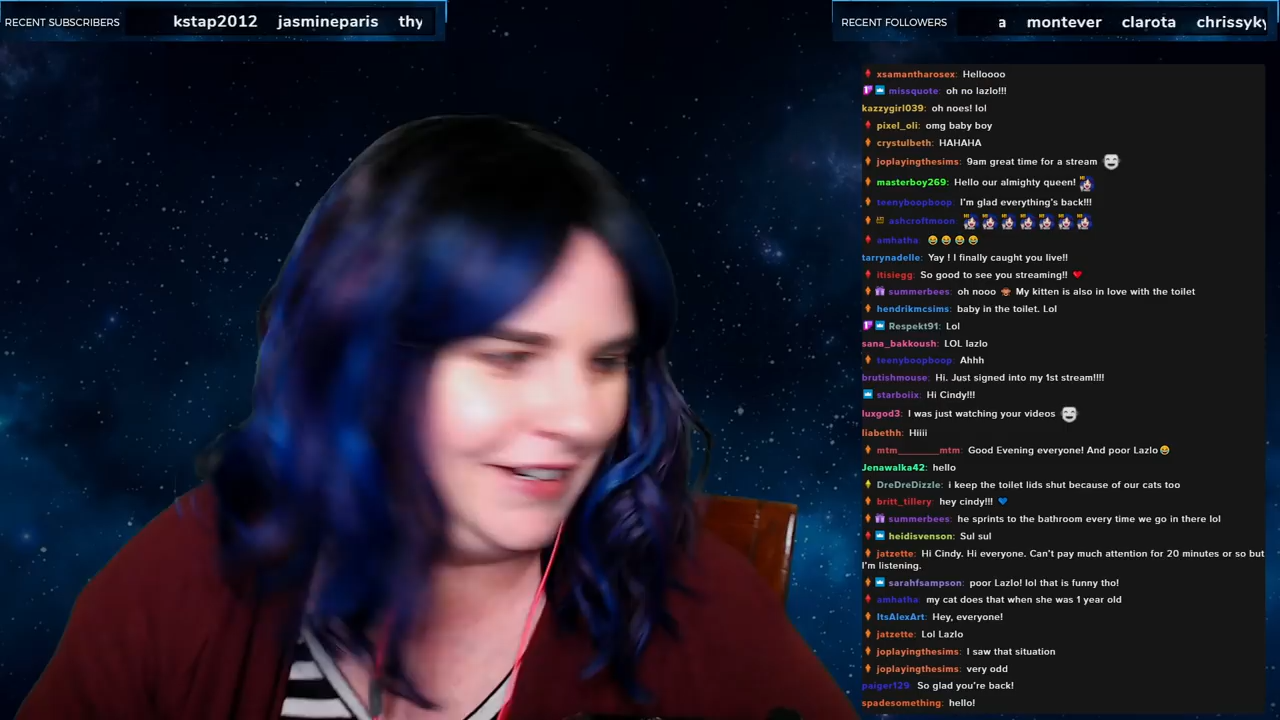 RECENT SUBSCRIBERS kstap2012 jasmineparis thy
RECENT FOLLOWERS a montever clarota chrissyky
xsamantharosex: Helloooo
missquote: oh no lazlo!!!
kazzygirl039: oh noes! lol
pixel_oli: omg baby boy
crystulbeth: HAHAHA
joplayingthesims: 9am great time for a stream
masterboy269: Hello our almighty queen!
teenyboopboop: I'm glad everything's back!!!
ashcroftmoon:
amhatha: 😂 😂 😂 😂
tarrynadelle: Yay ! I finally caught you live!!
itisiegg: So good to see you streaming!! ♥
summerbees: oh nooo 🙊 My kitten is also in love with the toilet
hendrikmcsims: baby in the toilet. Lol
Respekt91: Lol
sana_bakkoush: LOL lazlo
teenyboopboop: Ahhh
brutishmouse: Hi. Just signed into my 1st stream!!!!
starboiix: Hi Cindy!!!
luxgod3: I was just watching your videos
liabethh: Hiiii
mtm________mtm: Good Evening everyone! And poor Lazlo😂
Jenawalka42: hello
DreDreDizzle: i keep the toilet lids shut because of our cats too
britt_tillery: hey cindy!!! 💙
summerbees: he sprints to the bathroom every time we go in there lol
heidisvenson: Sul sul
jatzette: Hi Cindy. Hi everyone. Can't pay much attention for 20 minutes or so but
I'm listening.
sarahfsampson: poor Lazlo! lol that is funny tho!
amhatha: my cat does that when she was 1 year old
ItsAlexArt: Hey, everyone!
jatzette: Lol Lazlo
joplayingthesims: I saw that situation
joplayingthesims: very odd
paiger129: So glad you're back!
spadesomething: hello!